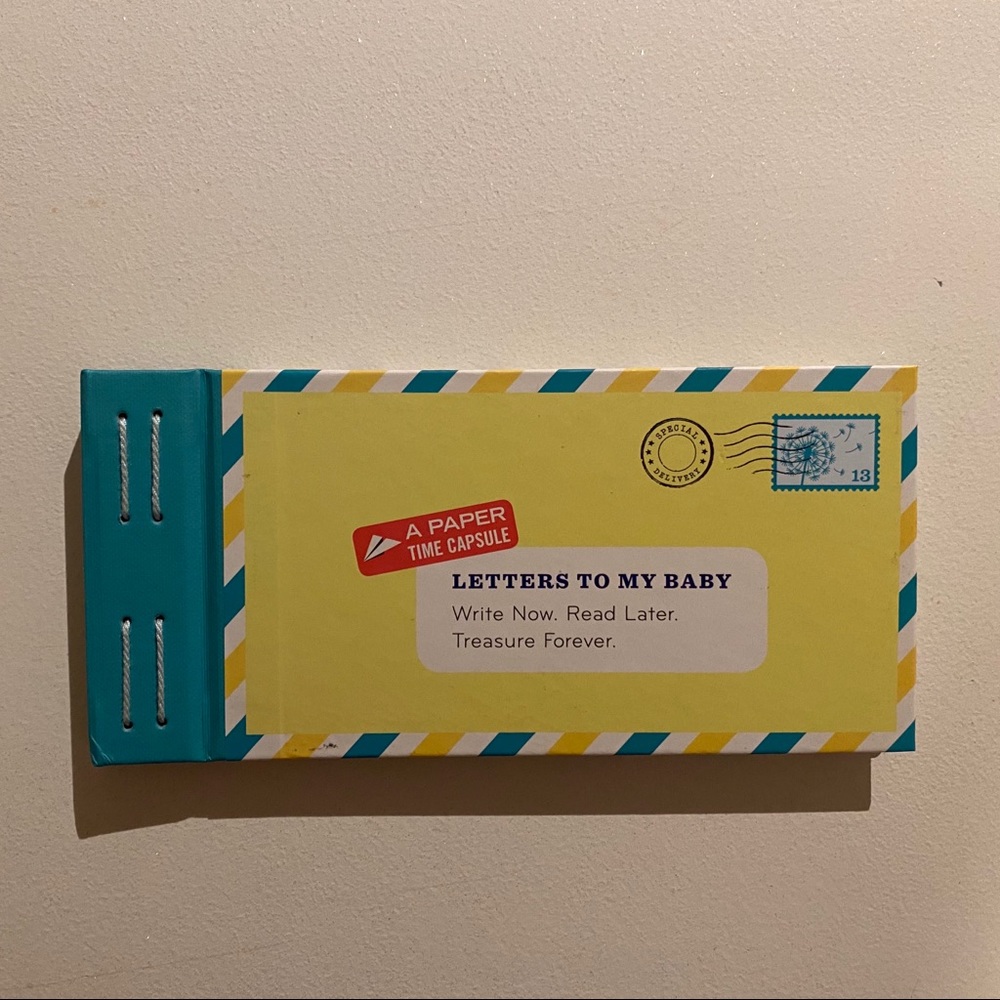 SPECIAL
DELIVERY
13
A PAPER
TIME CAPSULE
LETTERS TO MY BABY
Write Now. Read Later.
Treasure Forever.